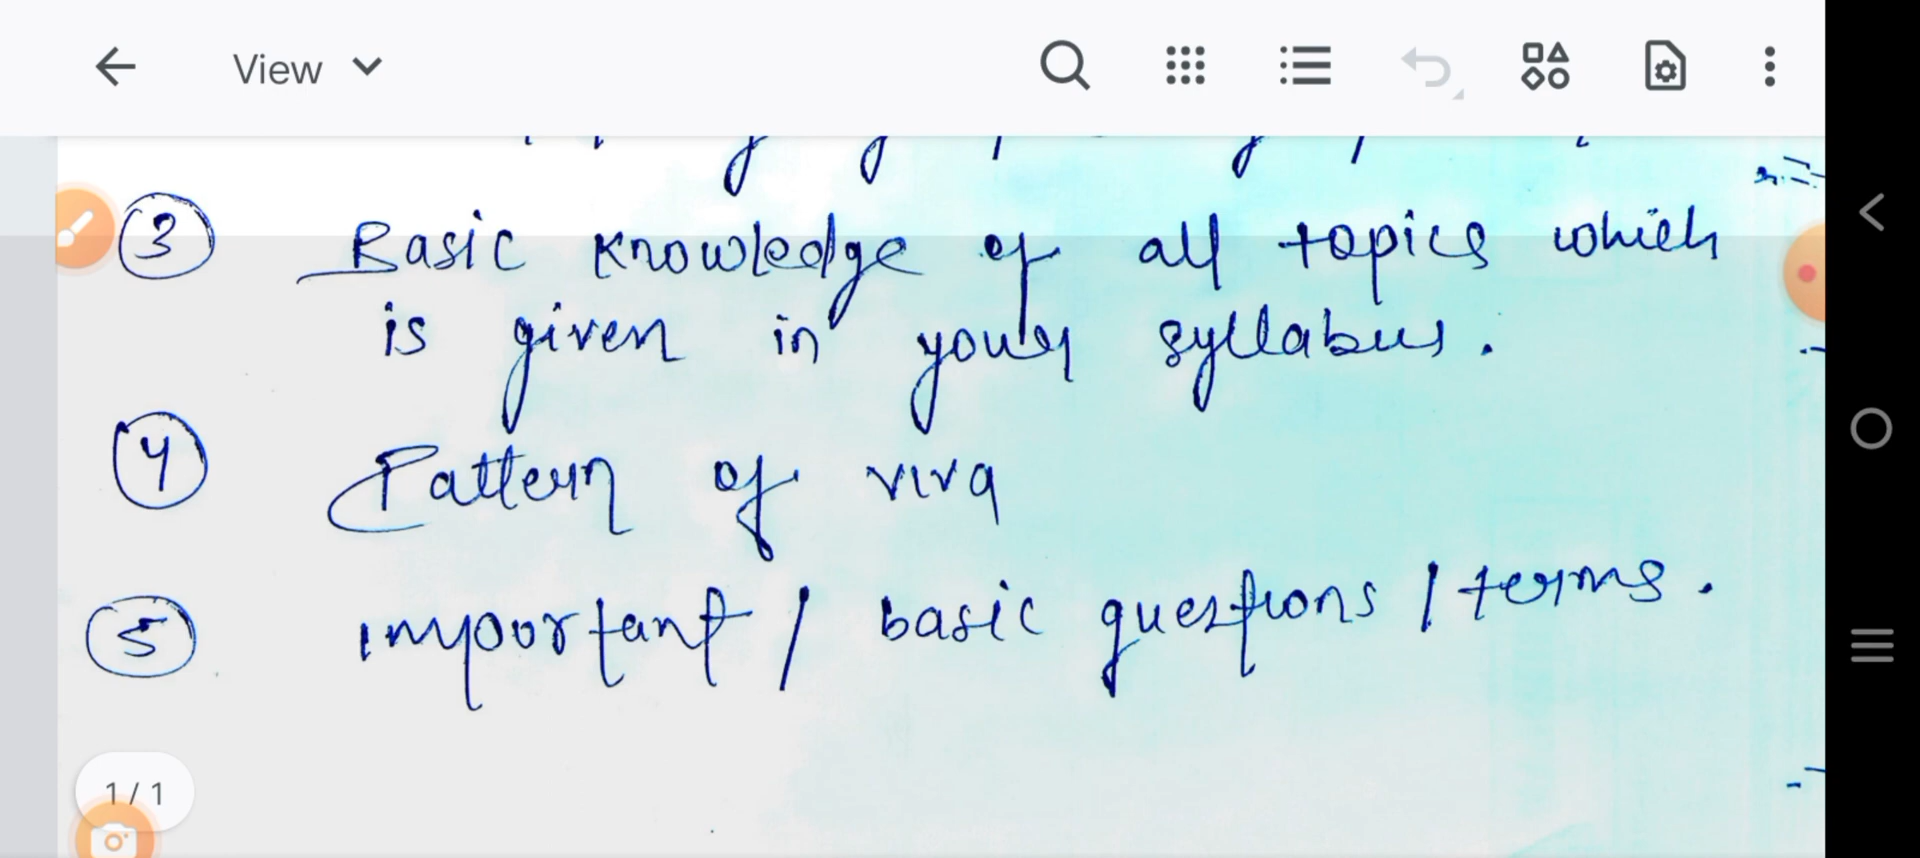 View
3 Basic knowledge of all topics which
is given in your syllabus.
4 Pattern of viva
5 important / basic questions / terms.
1 / 1